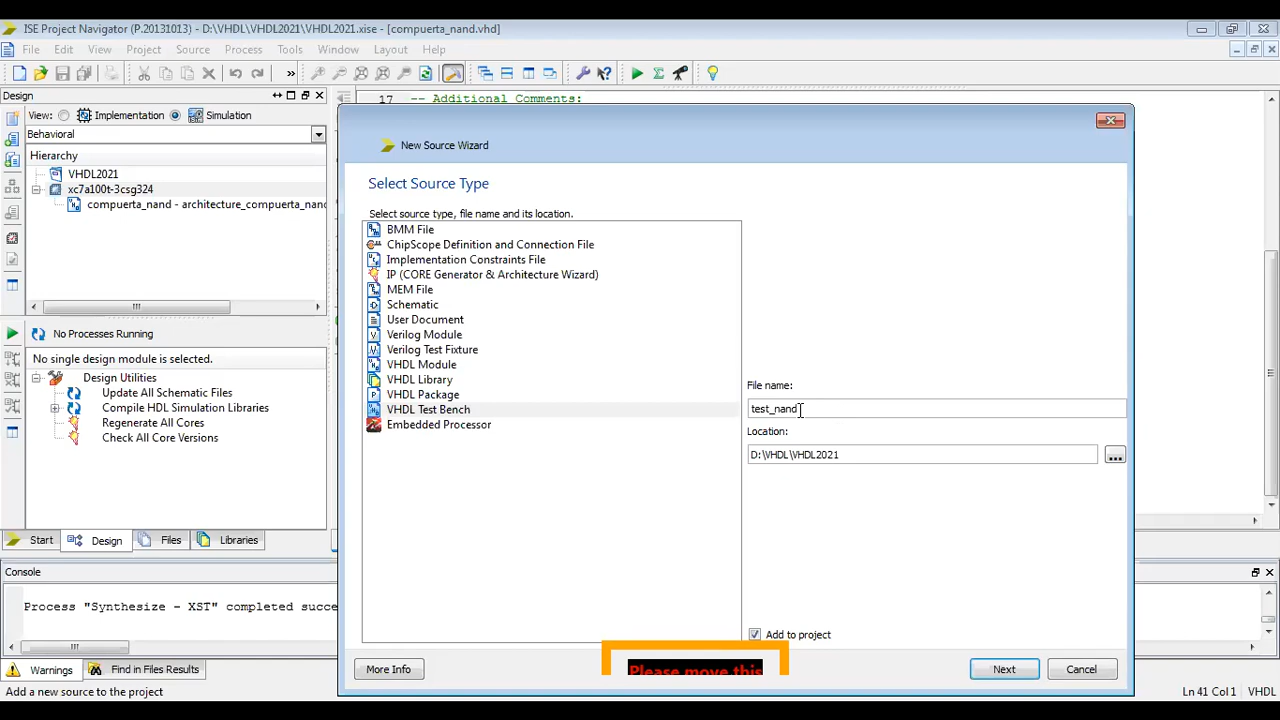 ISE Project Navigator (P.20131013) - D:\VHDL\VHDL2021\VHDL2021.xise - [compuerta_nand.vhd]
File Edit View Project Source Process Tools Window Layout Help
»
Design
View: Implementation Simulation
Behavioral
Hierarchy
VHDL2021
xc7a100t-3csg324
compuerta_nand - architecture_compuerta_nand
No Processes Running
No single design module is selected.
Design Utilities
Update All Schematic Files
Compile HDL Simulation Libraries
Regenerate All Cores
Check All Core Versions
Start Design Files Libraries
17 -- Additional Comments:
New Source Wizard
Select Source Type
Select source type, file name and its location.
BMM File
ChipScope Definition and Connection File
Implementation Constraints File
IP (CORE Generator & Architecture Wizard)
MEM File
Schematic
User Document
Verilog Module
Verilog Test Fixture
VHDL Module
VHDL Library
VHDL Package
VHDL Test Bench
Embedded Processor
File name:
test_nand
Location:
D:\VHDL\VHDL2021
...
Add to project
More Info
Please move this
Next
Cancel
Console
Process "Synthesize - XST" completed succe
Warnings Find in Files Results
Add a new source to the project
Ln 41 Col 1 VHDL